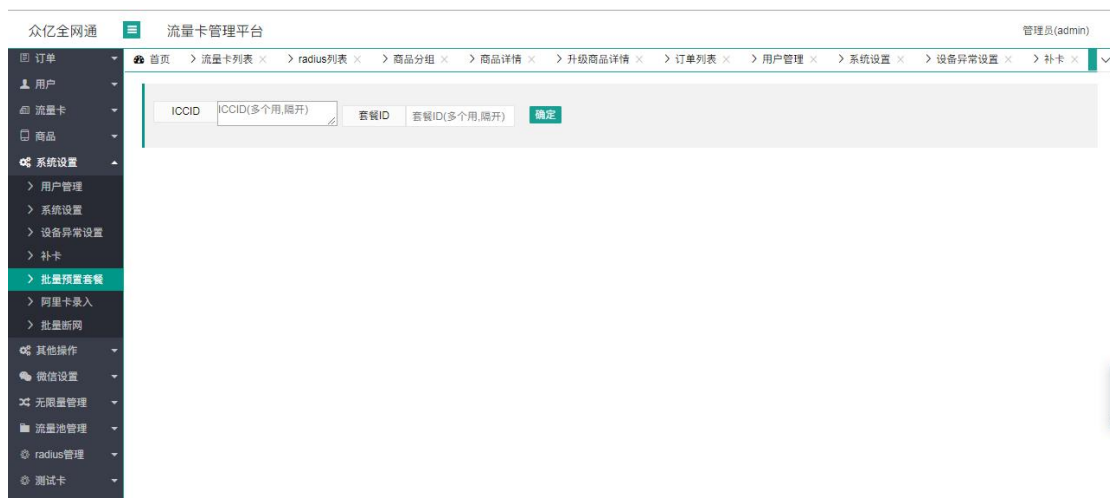 众亿全网通 流量卡管理平台 管理员(admin)
首页 流量卡列表 radius列表 商品分组 商品详情 升级商品详情 订单列表 用户管理 系统设置 设备异常设置 补卡
订单
用户
流量卡
商品
系统设置
用户管理
系统设置
设备异常设置
补卡
批量预置套餐
阿里卡录入
批量断网
其他操作
微信设置
无限量管理
流量池管理
radius管理
测试卡
ICCID ICCID(多个用,隔开) 套餐ID 套餐ID(多个用,隔开) 确定